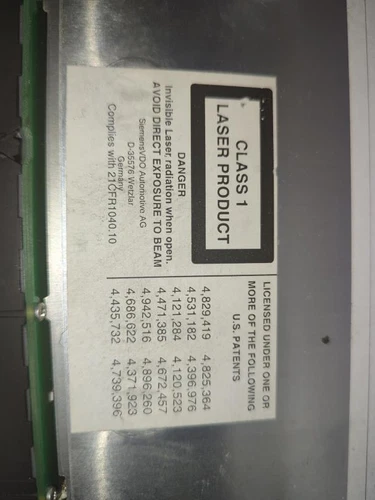 CLASS 1
LASER PRODUCT
DANGER
Invisible Laser radiation when open.
AVOID DIRECT EXPOSURE TO BEAM
SiemensVDO Automotive AG
D-35576 Wetzlar
Germany
Complies with 21CFR1040.10
LICENSED UNDER ONE OR
MORE OF THE FOLLOWING
U.S. PATENTS
4,829,419 4,825,364
4,531,182 4,396,976
4,121,284 4,120,523
4,471,385 4,672,457
4,942,516 4,896,260
4,686,622 4,371,923
4,435,732 4,739,396